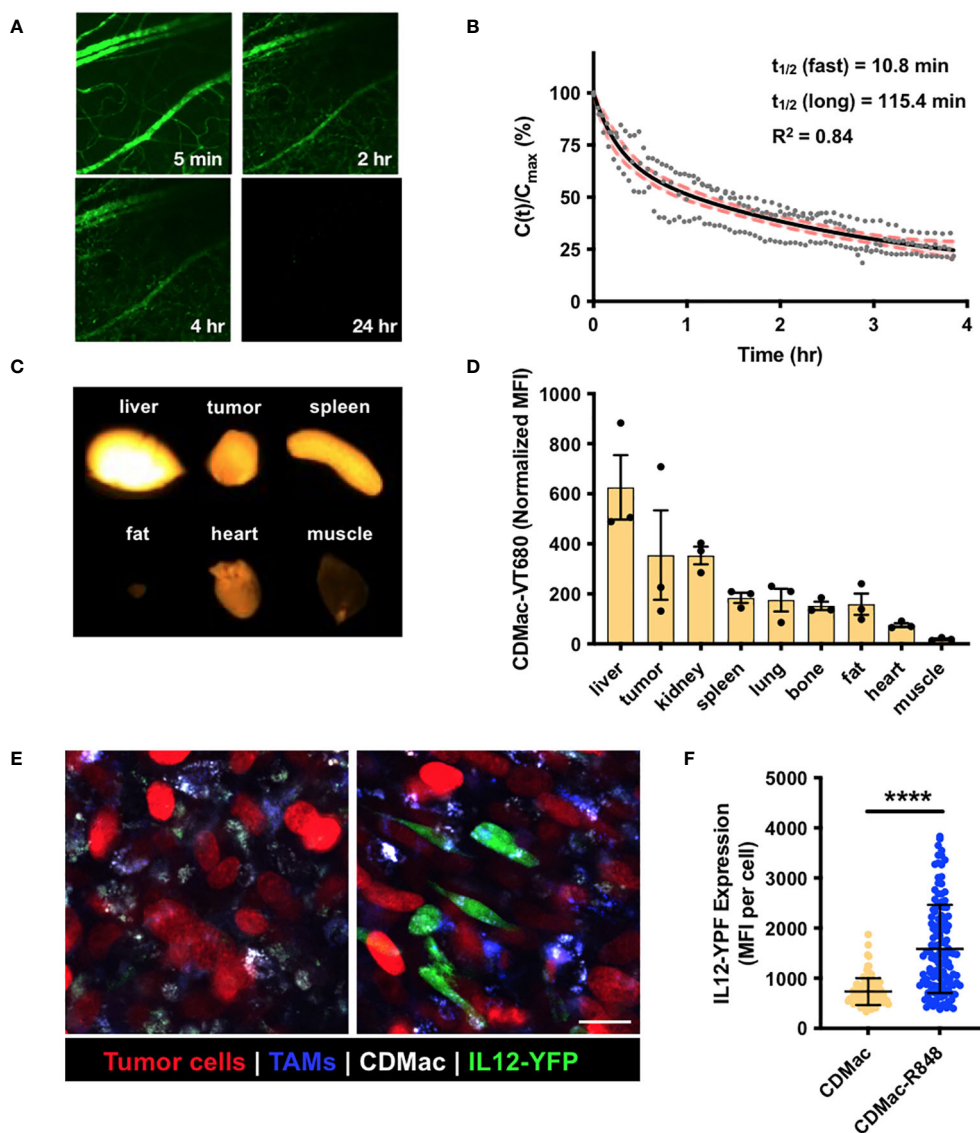 A
5 min
2 hr
4 hr
24 hr
B
t1/2 (fast) = 10.8 min
t1/2 (long) = 115.4 min
R2 = 0.84
C(t)/Cmax (%)
100
75
50
25
0
0 1 2 3 4
Time (hr)
C
liver tumor spleen
fat heart muscle
D
CDMac-VT680 (Normalized MFI)
1000
800
600
400
200
0
liver
tumor
kidney
spleen
lung
bone
fat
heart
muscle
E
Tumor cells | TAMs | CDMac | IL12-YFP
F
IL12-YPF Expression
(MFI per cell)
5000
4000
3000
2000
1000
0
****
CDMac
CDMac-R848